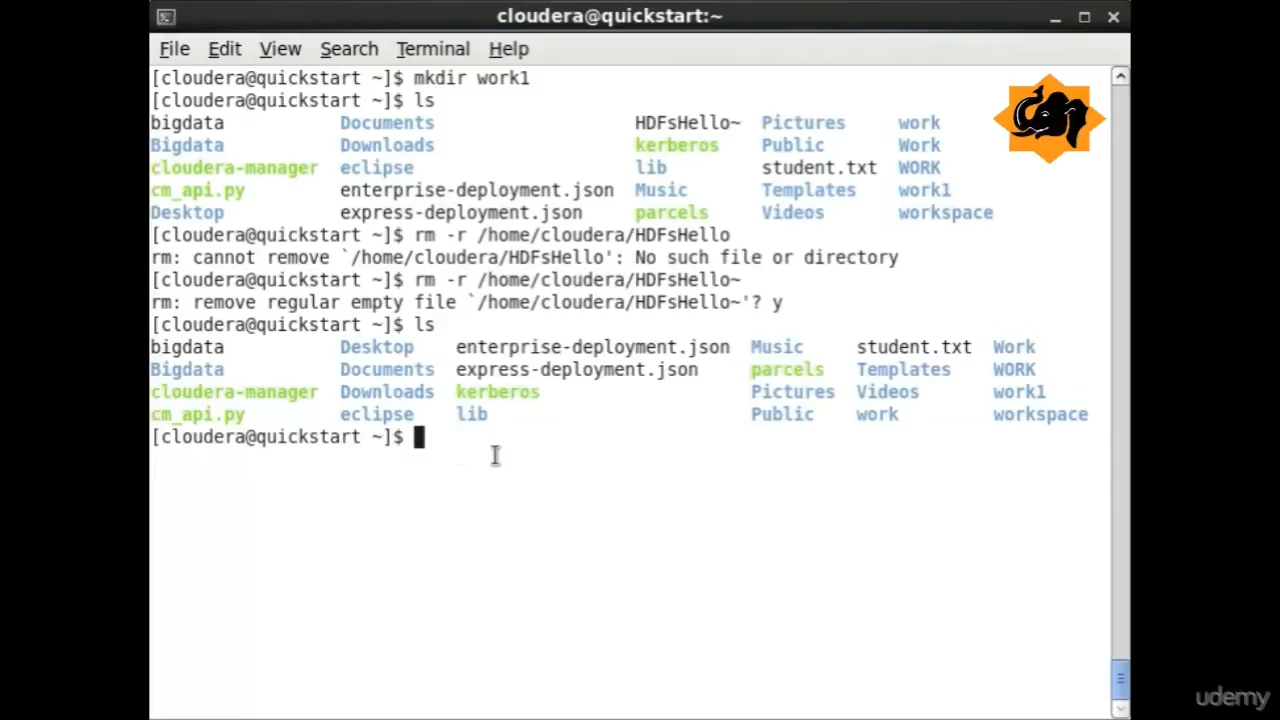 cloudera@quickstart:~
File Edit View Search Terminal Help
[cloudera@quickstart ~]$ mkdir work1
[cloudera@quickstart ~]$ ls
bigdata Documents HDFsHello~ Pictures work
Bigdata Downloads kerberos Public Work
cloudera-manager eclipse lib student.txt WORK
cm_api.py enterprise-deployment.json Music Templates work1
Desktop express-deployment.json parcels Videos workspace
[cloudera@quickstart ~]$ rm -r /home/cloudera/HDFsHello
rm: cannot remove `/home/cloudera/HDFsHello': No such file or directory
[cloudera@quickstart ~]$ rm -r /home/cloudera/HDFsHello~
rm: remove regular empty file `/home/cloudera/HDFsHello~'? y
[cloudera@quickstart ~]$ ls
bigdata Desktop enterprise-deployment.json Music student.txt Work
Bigdata Documents express-deployment.json parcels Templates WORK
cloudera-manager Downloads kerberos Pictures Videos work1
cm_api.py eclipse lib Public work workspace
[cloudera@quickstart ~]$
udemy